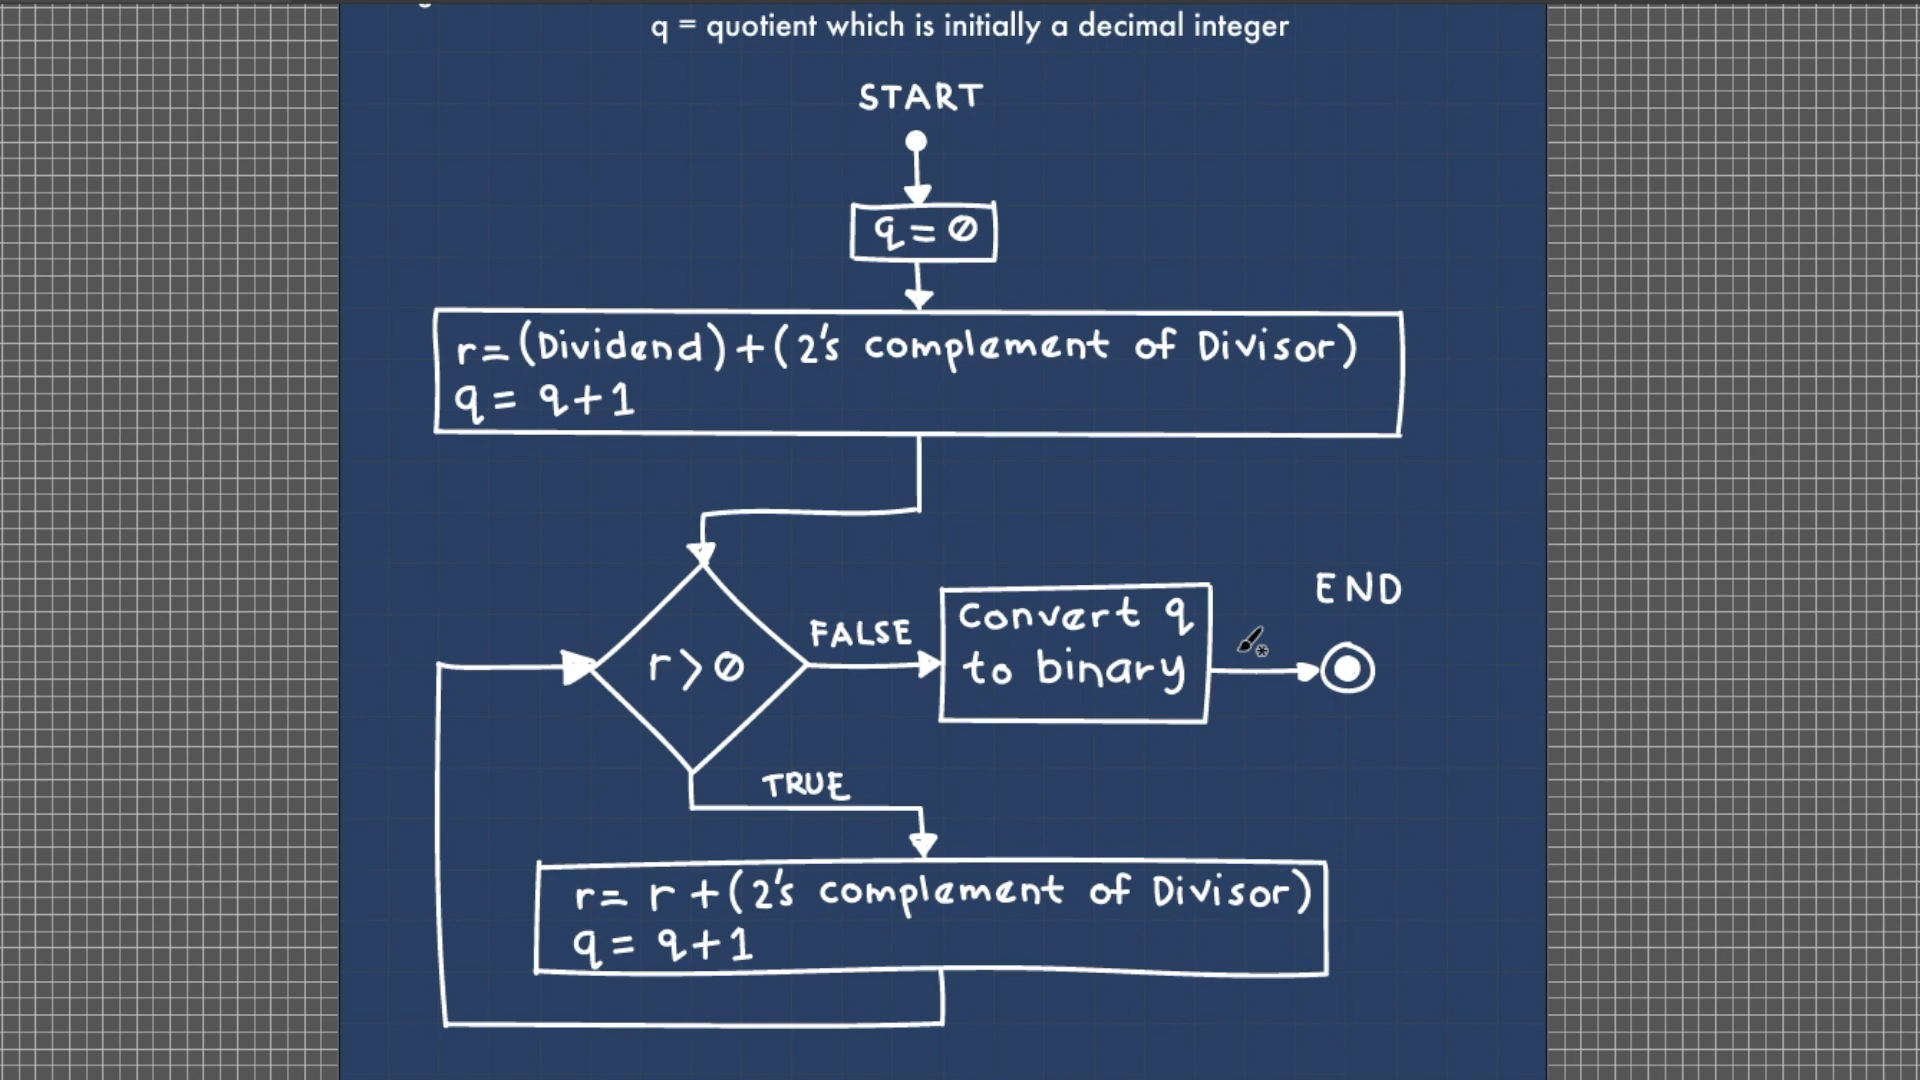 q = quotient which is initially a decimal integer
START
q = 0
r = (Dividend) + (2's complement of Divisor)
q = q + 1
r > 0
FALSE
Convert q
to binary
END
TRUE
r = r + (2's complement of Divisor)
q = q + 1